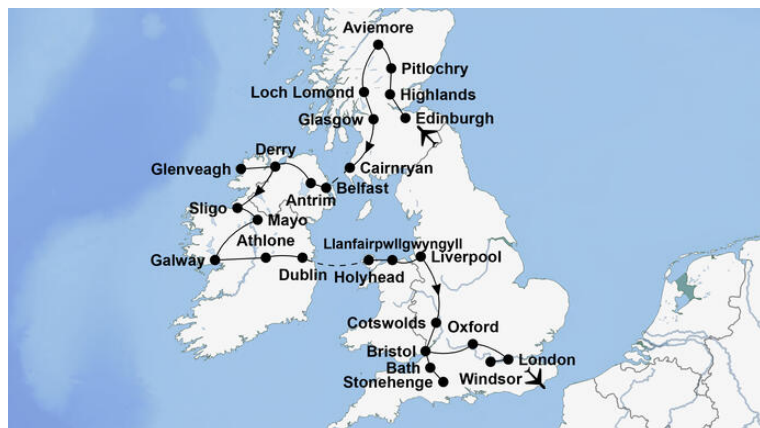 Aviemore
Pitlochry
Loch Lomond
Highlands
Glasgow
Edinburgh
Derry
Glenveagh
Cairnryan
Antrim
Belfast
Sligo
Mayo
Athlone
Llanfairpwllgwyngyll
Galway
Liverpool
Dublin
Holyhead
Cotswolds
Oxford
Bristol
London
Bath
Windsor
Stonehenge